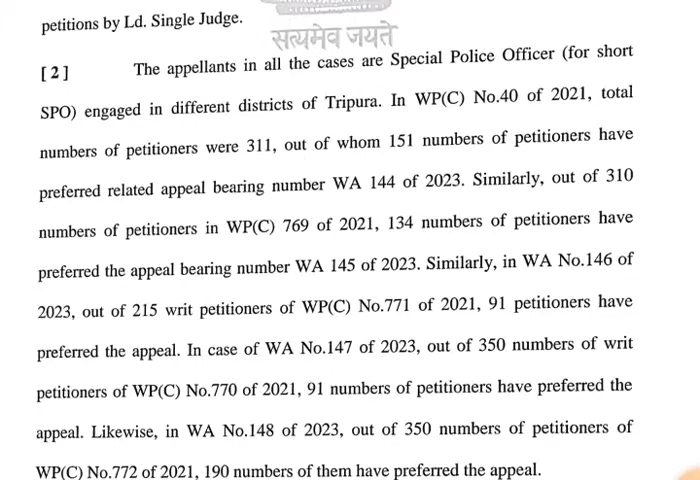 petitions by Ld. Single Judge.
सत्यमेव जयते
[2] The appellants in all the cases are Special Police Officer (for short
SPO) engaged in different districts of Tripura. In WP(C) No.40 of 2021, total
numbers of petitioners were 311, out of whom 151 numbers of petitioners have
preferred related appeal bearing number WA 144 of 2023. Similarly, out of 310
numbers of petitioners in WP(C) 769 of 2021, 134 numbers of petitioners have
preferred the appeal bearing number WA 145 of 2023. Similarly, in WA No.146 of
2023, out of 215 writ petitioners of WP(C) No.771 of 2021, 91 petitioners have
preferred the appeal. In case of WA No.147 of 2023, out of 350 numbers of writ
petitioners of WP(C) No.770 of 2021, 91 numbers of petitioners have preferred the
appeal. Likewise, in WA No.148 of 2023, out of 350 numbers of petitioners of
WP(C) No.772 of 2021, 190 numbers of them have preferred the appeal.